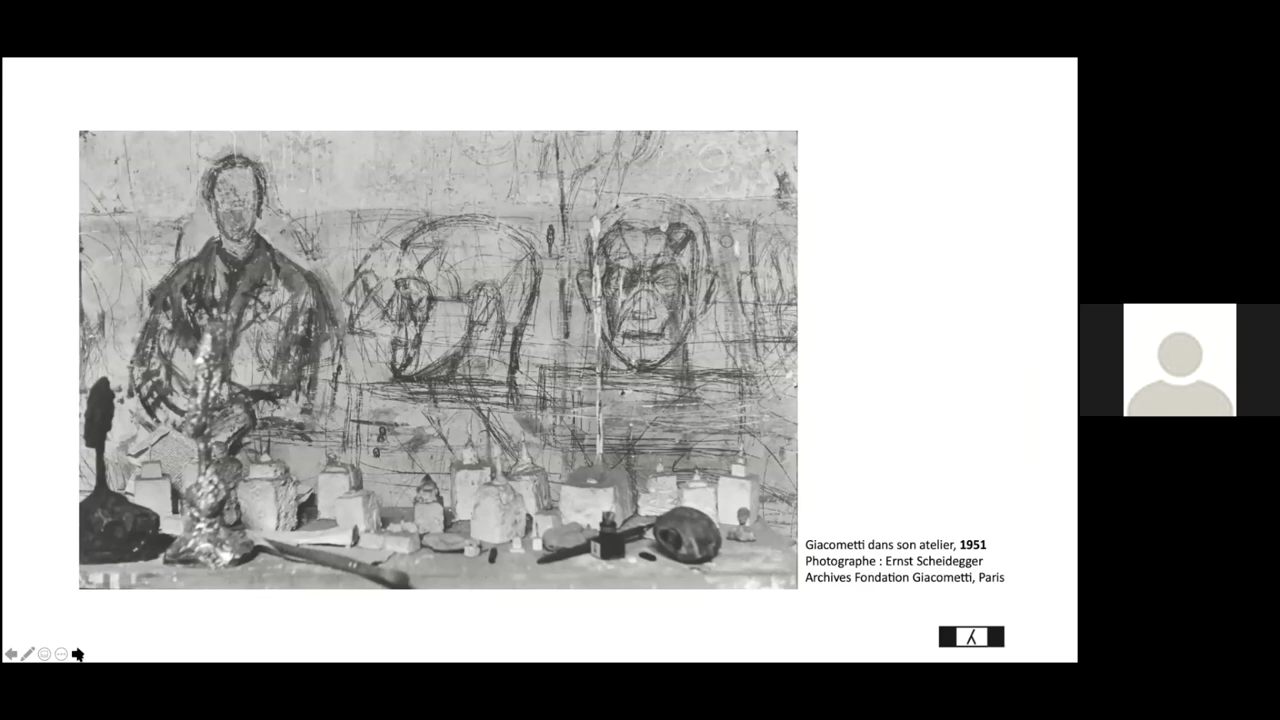 Giacometti dans son atelier, 1951
Photographe : Ernst Scheidegger
Archives Fondation Giacometti, Paris